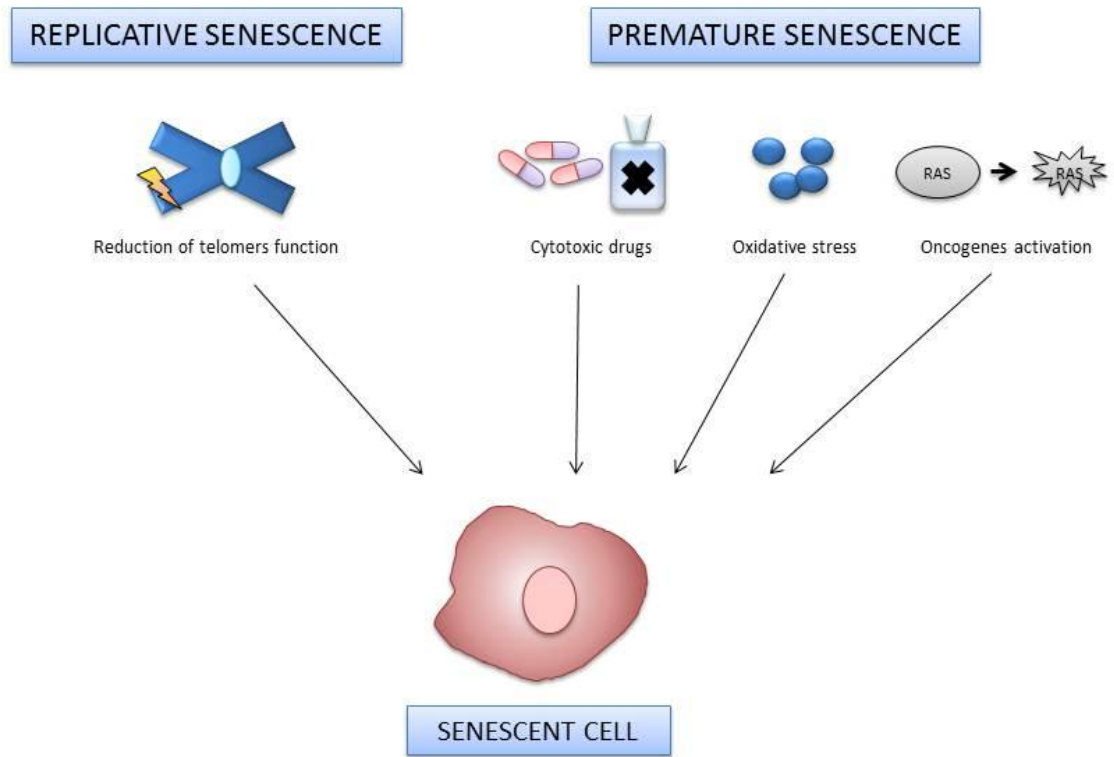 REPLICATIVE SENESCENCE
PREMATURE SENESCENCE
RAS
RAS
Reduction of telomers function
Cytotoxic drugs
Oxidative stress
Oncogenes activation
SENESCENT CELL